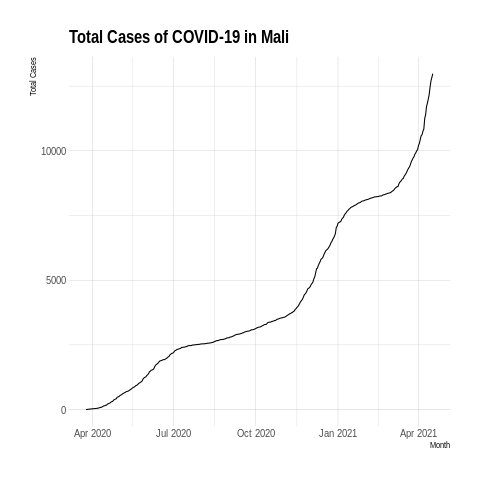 Total Cases of COVID-19 in Mali
Total Cases
10000
5000
0
Apr 2020
Jul 2020
Oct 2020
Jan 2021
Apr 2021
Month